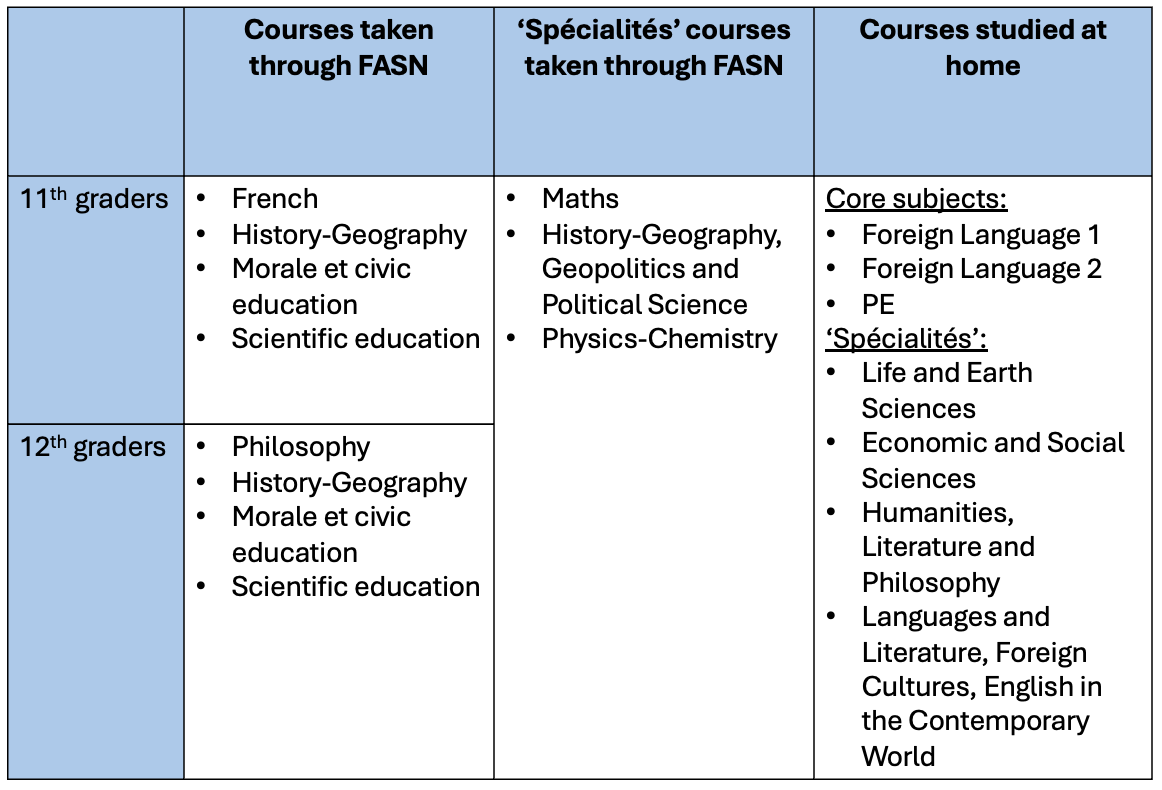 Courses taken
through FASN
‘Spécialités’ courses
taken through FASN
Courses studied at
home
11th graders
• French
• History-Geography
• Morale et civic
education
• Scientific education
• Maths
• History-Geography,
Geopolitics and
Political Science
• Physics-Chemistry
Core subjects:
• Foreign Language 1
• Foreign Language 2
• PE
‘Spécialités’:
• Life and Earth
Sciences
• Economic and Social
Sciences
• Humanities,
Literature and
Philosophy
• Languages and
Literature, Foreign
Cultures, English in
the Contemporary
World
12th graders
• Philosophy
• History-Geography
• Morale et civic
education
• Scientific education